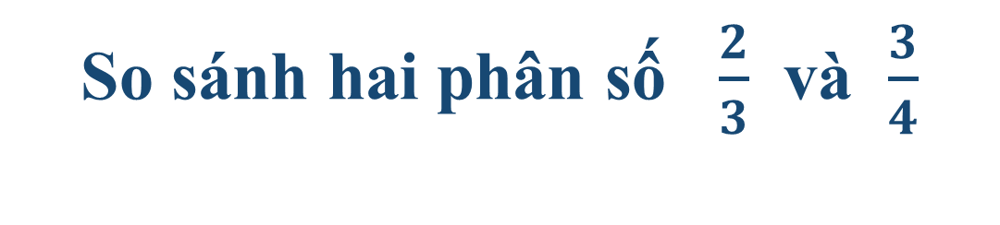 So sánh hai phân số 2/3 và 3/4